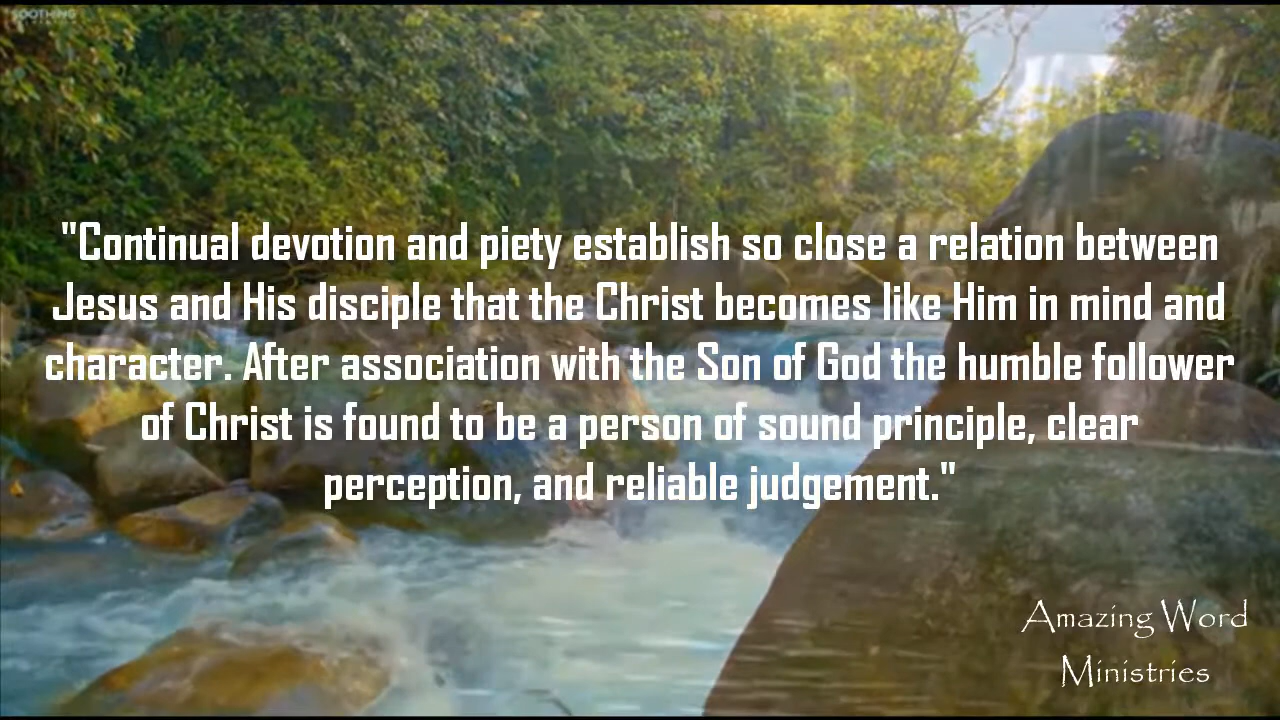 SOOTHING
"Continual devotion and piety establish so close a relation between
Jesus and His disciple that the Christ becomes like Him in mind and
character. After association with the Son of God the humble follower
of Christ is found to be a person of sound principle, clear
perception, and reliable judgement."
Amazing Word
Ministries